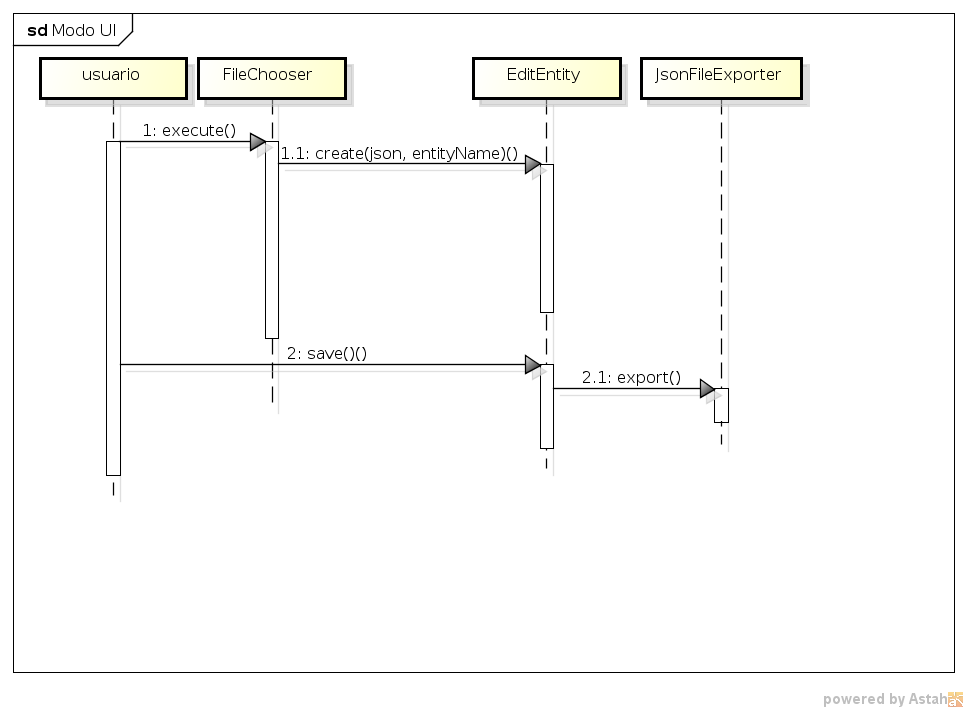 sd Modo UI
usuario
FileChooser
EditEntity
JsonFileExporter
1: execute()
1.1: create(json, entityName)()
2: save()()
2.1: export()
powered by Astah